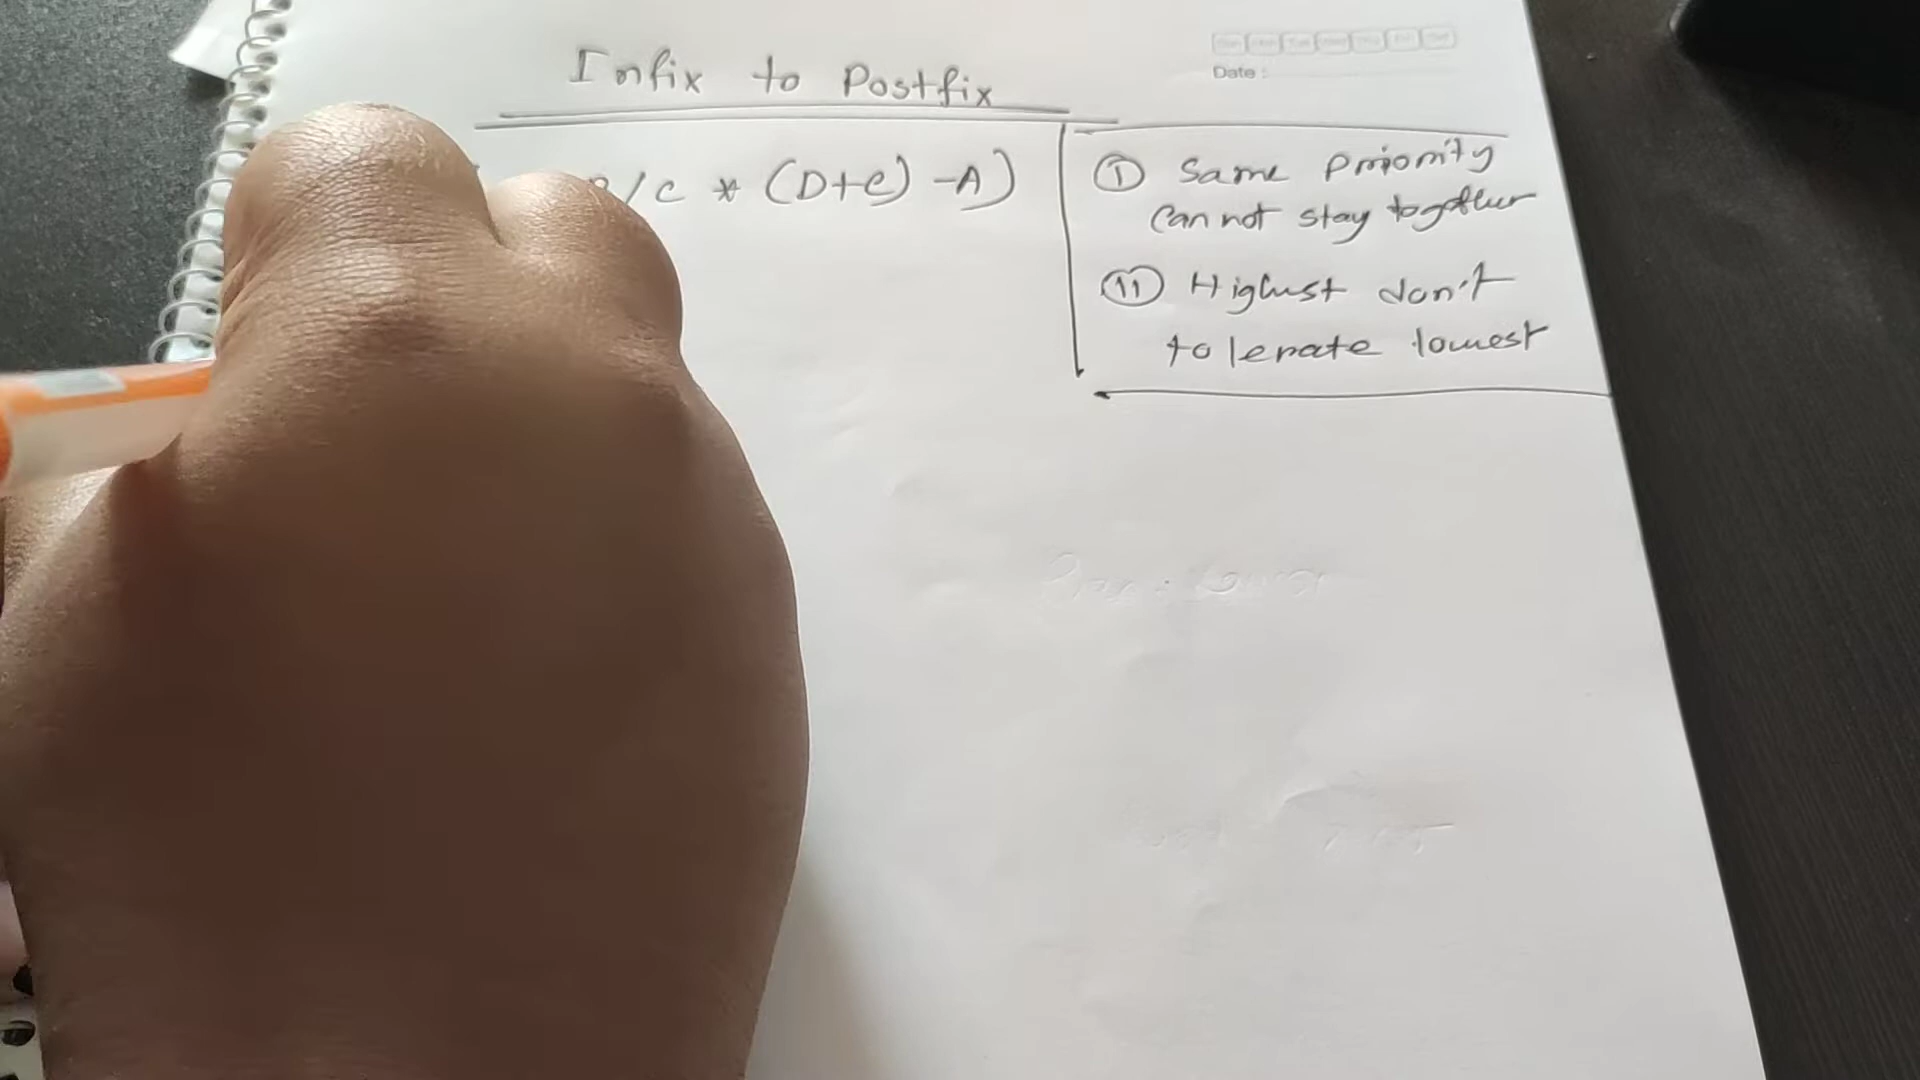 Infix to Postfix
Date :
/ C * (D+C) -A)
① Same Priority
Can not stay together
⑪ Highest don't
tolerate lowest